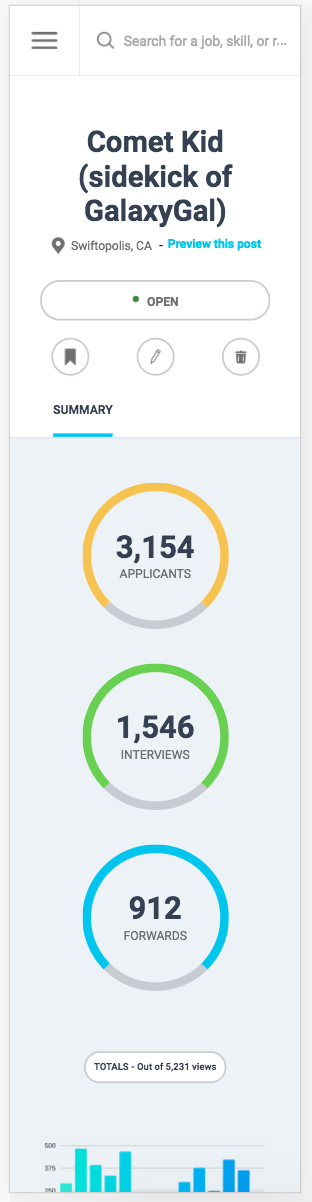 Search for a job, skill, or r...
Comet Kid
(sidekick of
GalaxyGal)
Swiftopolis, CA - Preview this post
OPEN
SUMMARY
3,154
APPLICANTS
1,546
INTERVIEWS
912
FORWARDS
TOTALS - Out of 5,231 views
500
375
250